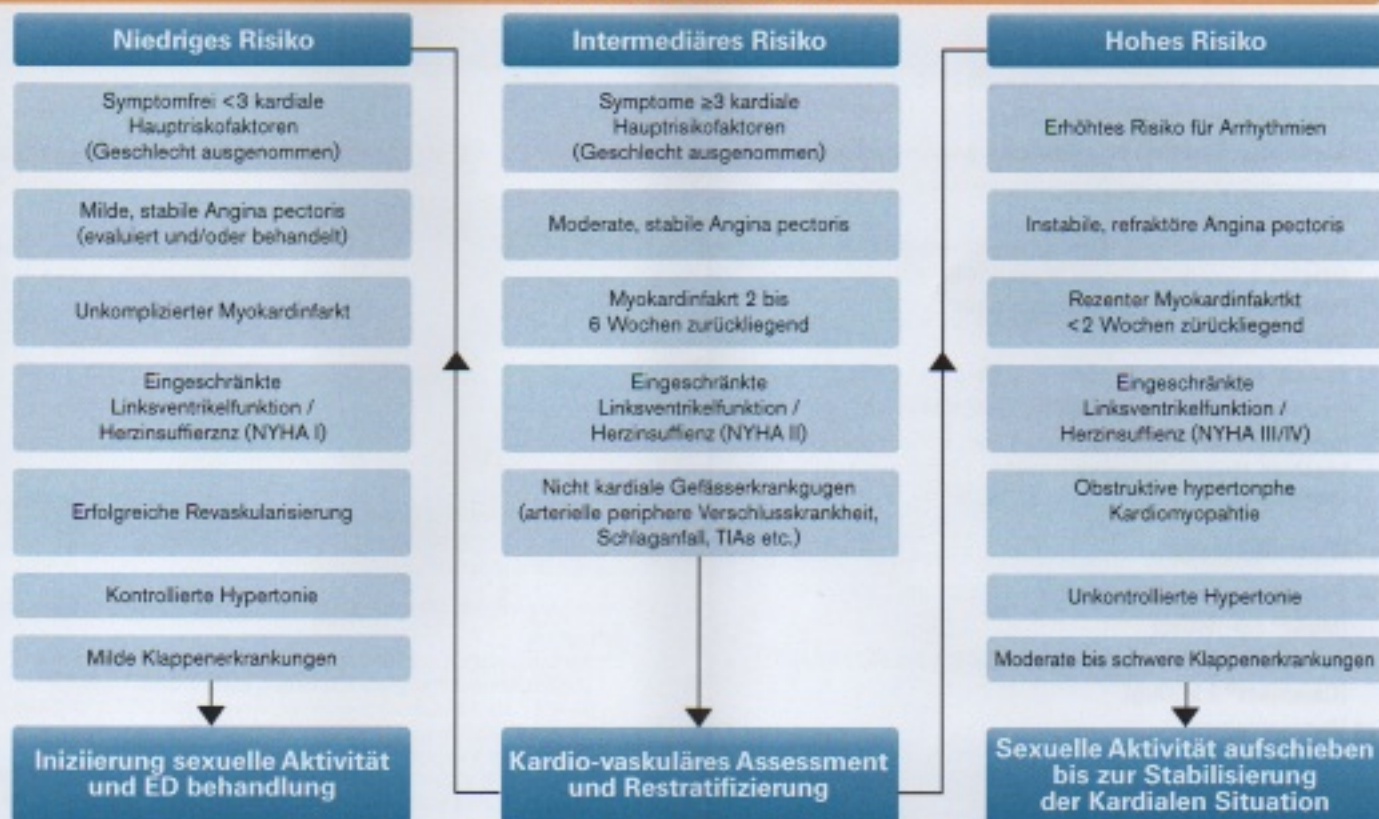 Niedriges Risiko
Symptomfrei <3 kardiale
Hauptriskofaktoren
(Geschlecht ausgenommen)
Milde, stabile Angina pectoris
(evaluiert und/oder behandelt)
Unkomplizierter Myokardinfarkt
Eingeschränkte
Linksventrikelfunktion /
Herzinsuffierznz (NYHA I)
Erfolgreiche Revaskularisierung
Kontrollierte Hypertonie
Milde Klappenerkrankungen
Iniziierung sexuelle Aktivität
und ED behandlung
Intermediäres Risiko
Symptome ≥3 kardiale
Hauptrisikofaktoren
(Geschlecht ausgenommen)
Moderate, stabile Angina pectoris
Myokardinfakrt 2 bis
6 Wochen zurückliegend
Eingeschränkte
Linksventrikelfunktion /
Herzinsuffienz (NYHA II)
Nicht kardiale Gefässerkrankgugen
(arterielle periphere Verschlusskrankheit,
Schlaganfall, TIAs etc.)
Kardio-vaskuläres Assessment
und Restratifizierung
Hohes Risiko
Erhöhtes Risiko für Arrhythmien
Instabile, refraktöre Angina pectoris
Rezenter Myokardinfakrtkt
<2 Wochen zürückliegend
Eingeschränkte
Linksventrikelfunktion /
Herzinsuffienz (NYHA III/IV)
Obstruktive hypertonphe
Kardiomyopahtie
Unkontrollierte Hypertonie
Moderate bis schwere Klappenerkrankungen
Sexuelle Aktivität aufschieben
bis zur Stabilisierung
der Kardialen Situation